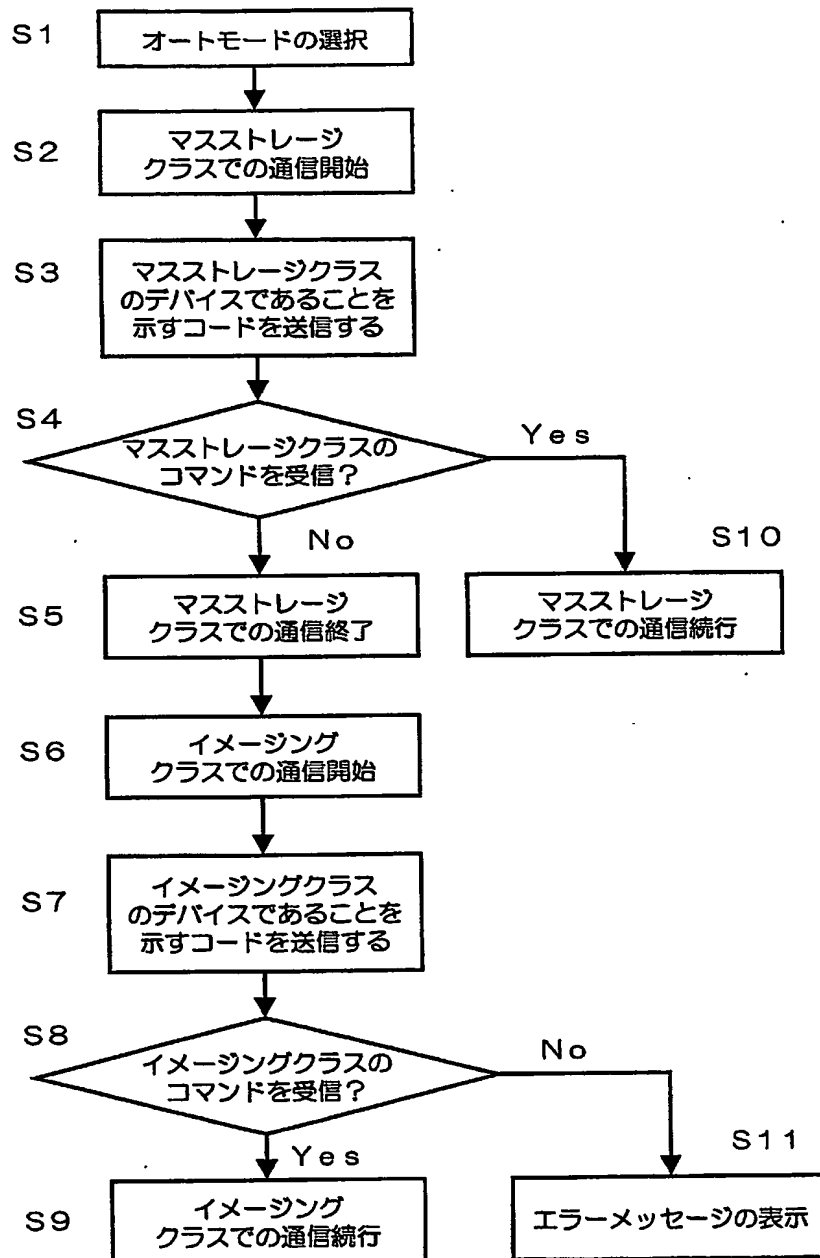 S1
オートモードの選択
S2
マスストレージ
クラスでの通信開始
S3
マスストレージクラス
のデバイスであることを
示すコードを送信する
S4
マスストレージクラスの
コマンドを受信?
Yes
No
S10
S5
マスストレージ
クラスでの通信終了
マスストレージ
クラスでの通信続行
S6
イメージング
クラスでの通信開始
S7
イメージングクラス
のデバイスであることを
示すコードを送信する
S8
イメージングクラスの
コマンドを受信?
No
Yes
S11
S9
イメージング
クラスでの通信続行
エラーメッセージの表示